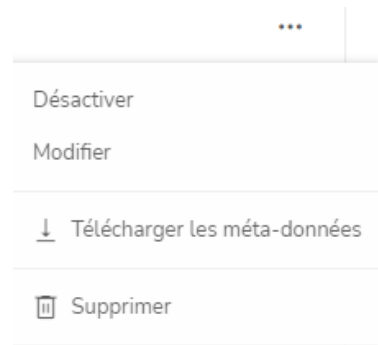 ...
Désactiver
Modifier
Télécharger les méta-données
Supprimer